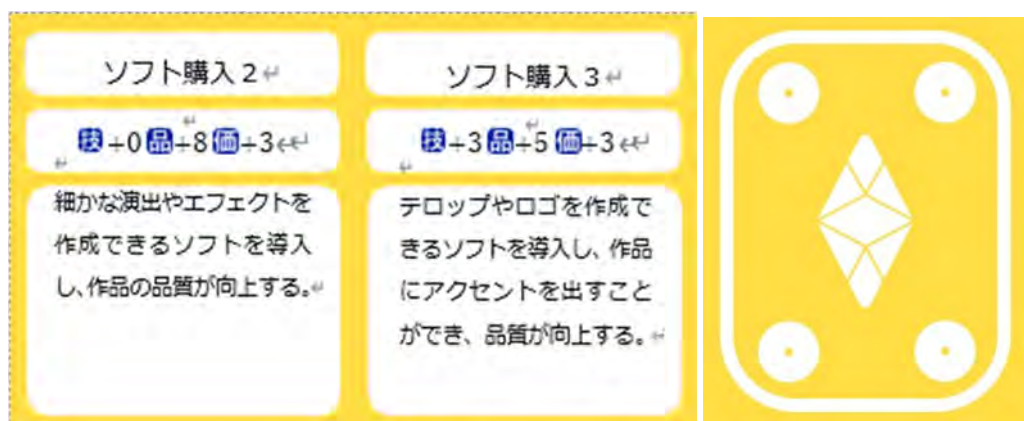 ソフト購入2
技+0品+8価+3
細かな演出やエフェクトを
作成できるソフトを導入
し、作品の品質が向上する。
ソフト購入3
技+3品+5価+3
テロップやロゴを作成で
きるソフトを導入し、作品
にアクセントを出すこと
ができ、品質が向上する。